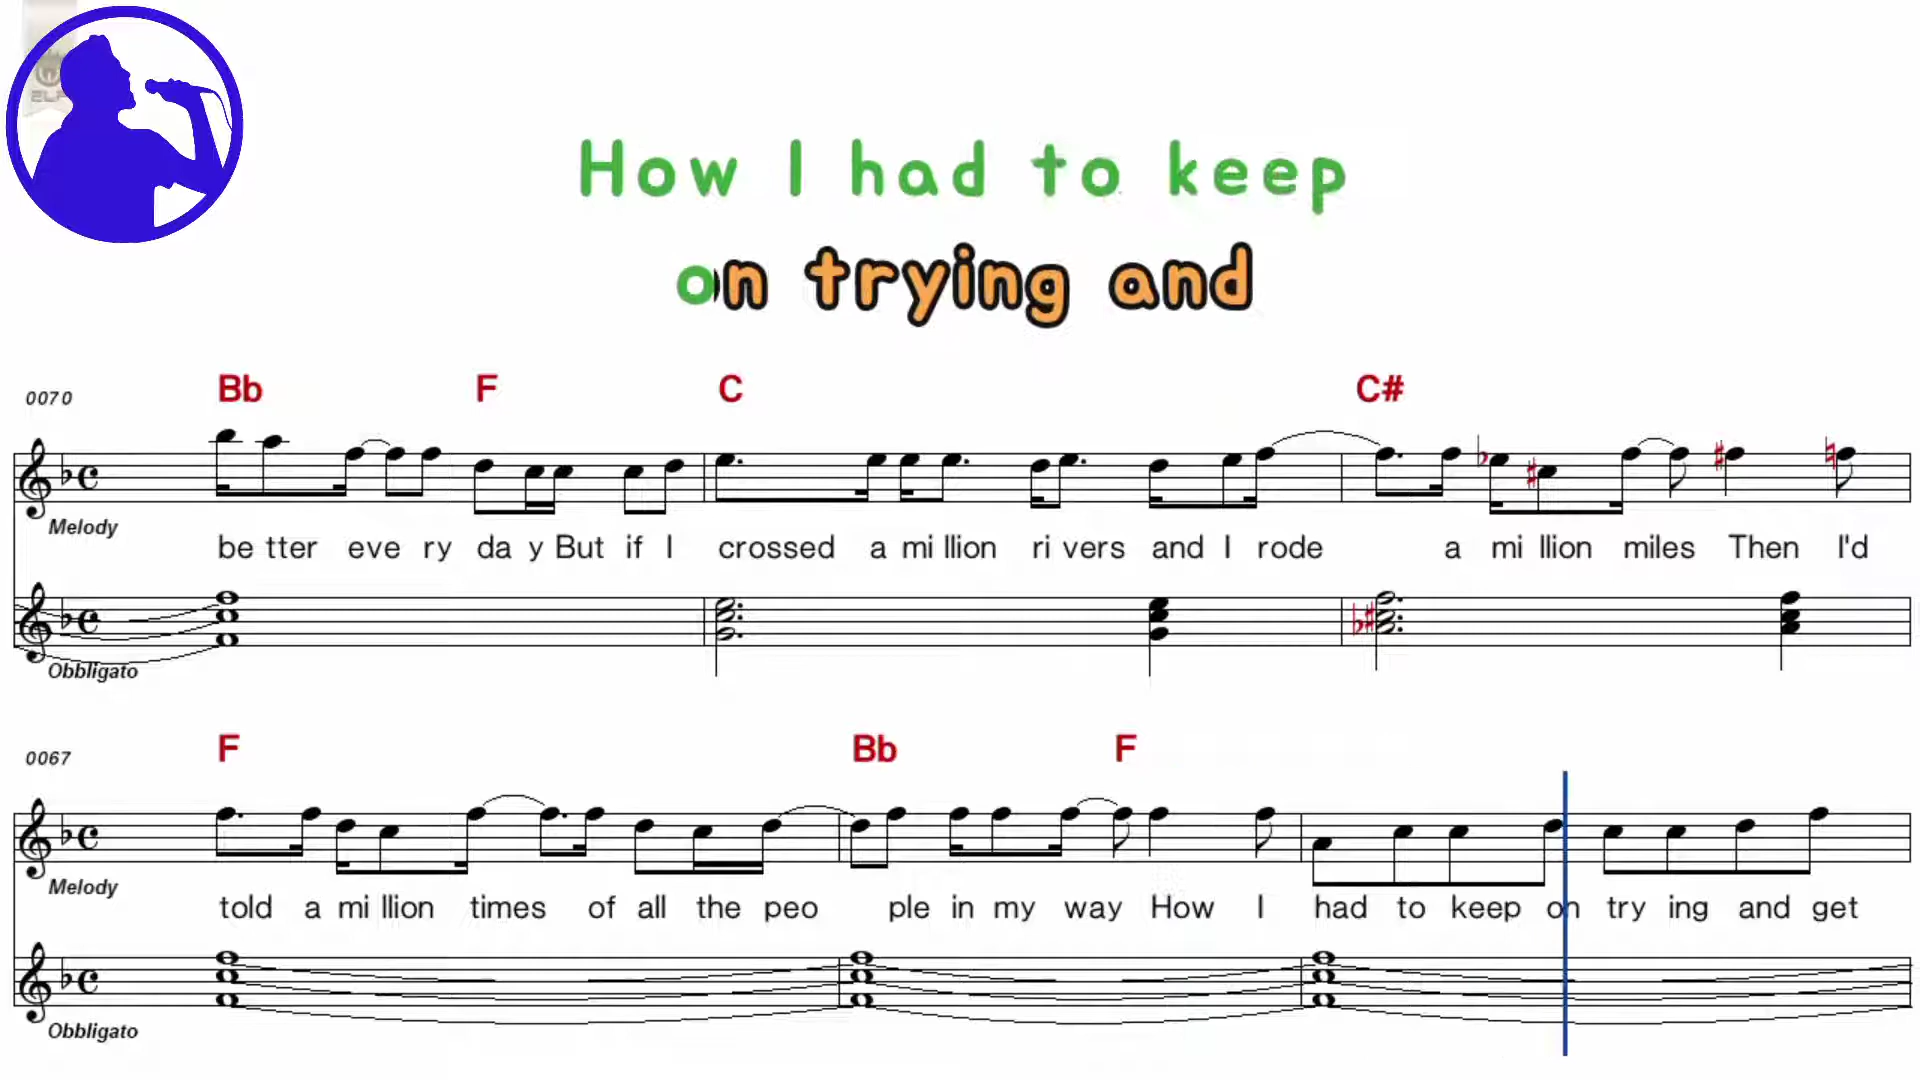 How I had to keep
on trying and
0070 Bb F C C#
Melody
be tter eve ry da y But if I crossed a mi llion ri vers and I rode a mi llion miles Then I'd
Obbligato
0067 F Bb F
Melody
told a mi llion times of all the peo ple in my way How I had to keep on try ing and get
Obbligato